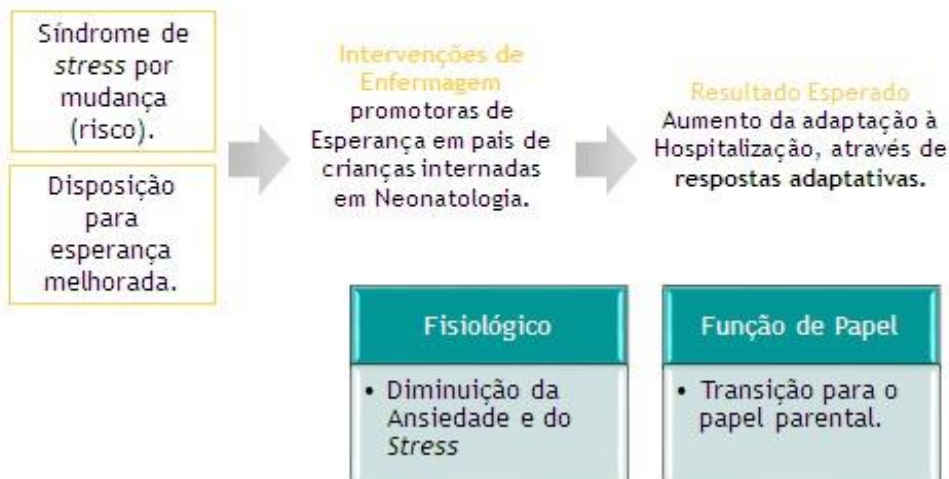 Síndrome de
stress por
mudança
(risco).
Disposição
para
esperança
melhorada.
Intervenções de
Enfermagem
promotoras de
Esperança em pais de
crianças internadas
em Neonatologia.
Resultado Esperado
Aumento da adaptação à
Hospitalização, através de
respostas adaptativas.
Fisiológico
• Diminuição da
Ansiedade e do
Stress
Função de Papel
• Transição para o
papel parental.